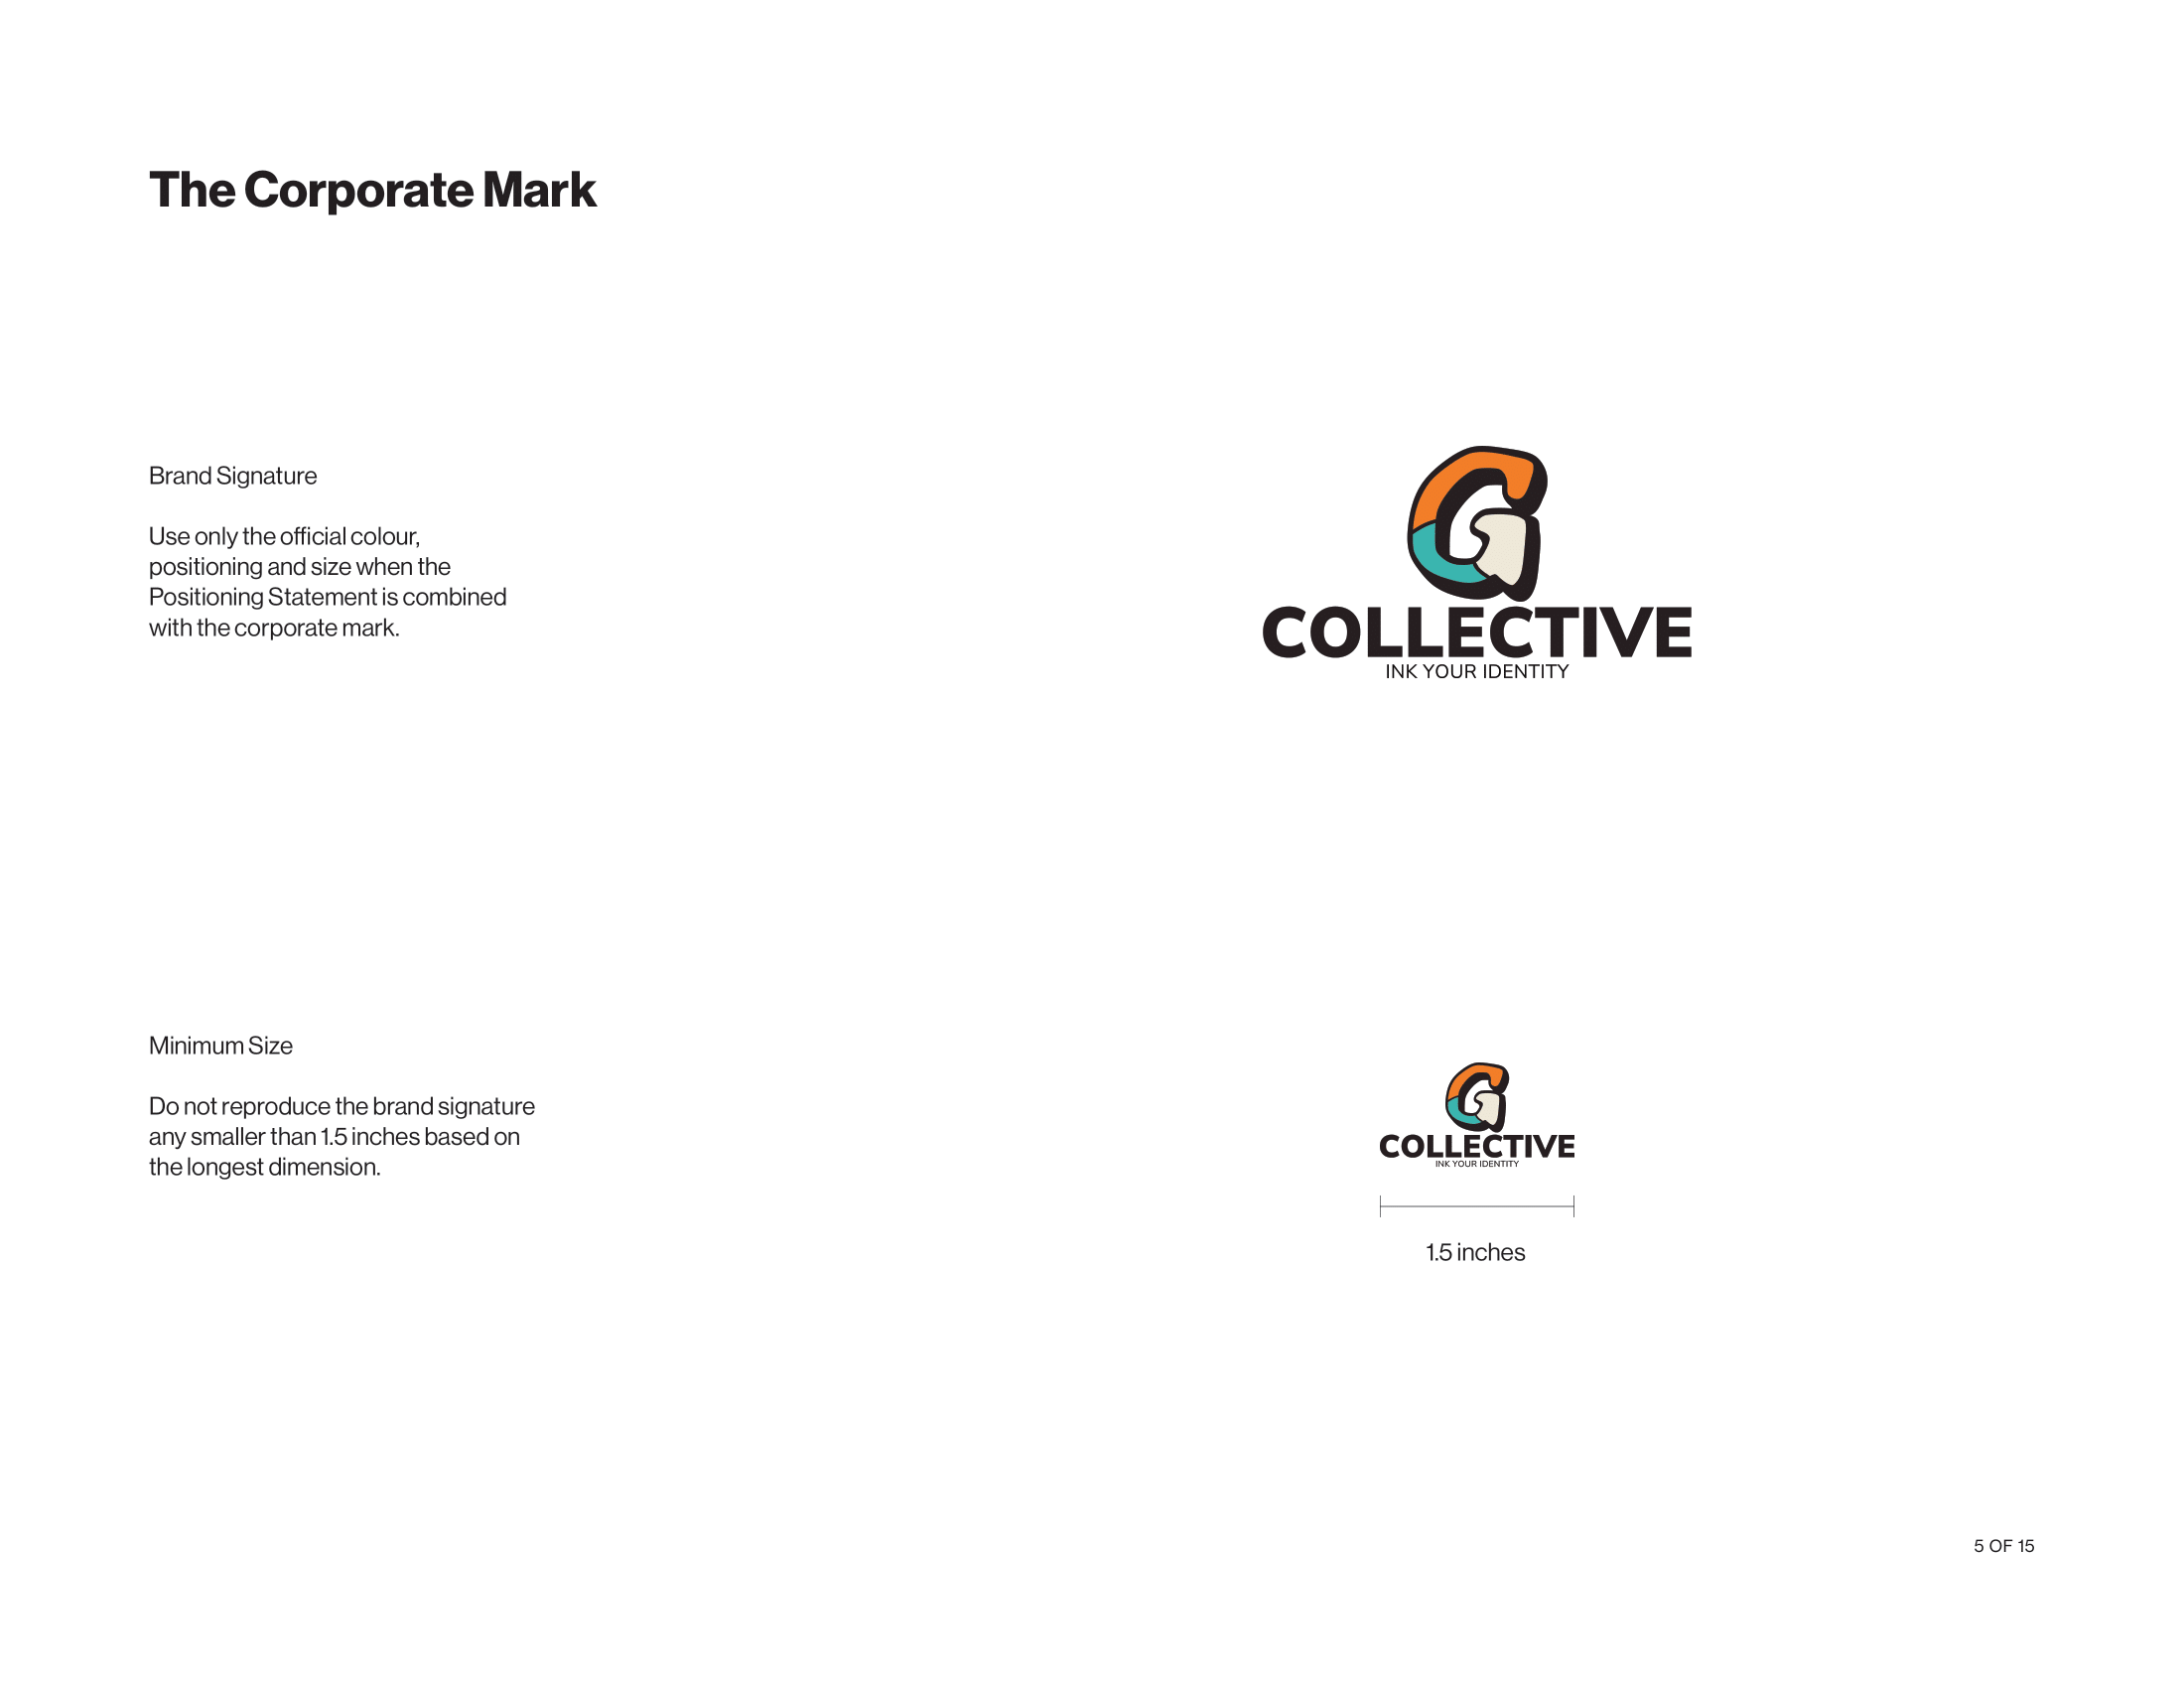 The Corporate Mark
Brand Signature
Use only the official colour,
positioning and size when the
Positioning Statement is combined
with the corporate mark.
G
COLLECTIVE
INK YOUR IDENTITY
Minimum Size
Do not reproduce the brand signature
any smaller than 1.5 inches based on
the longest dimension.
G
COLLECTIVE
INK YOUR IDENTITY
1.5 inches
5 OF 15